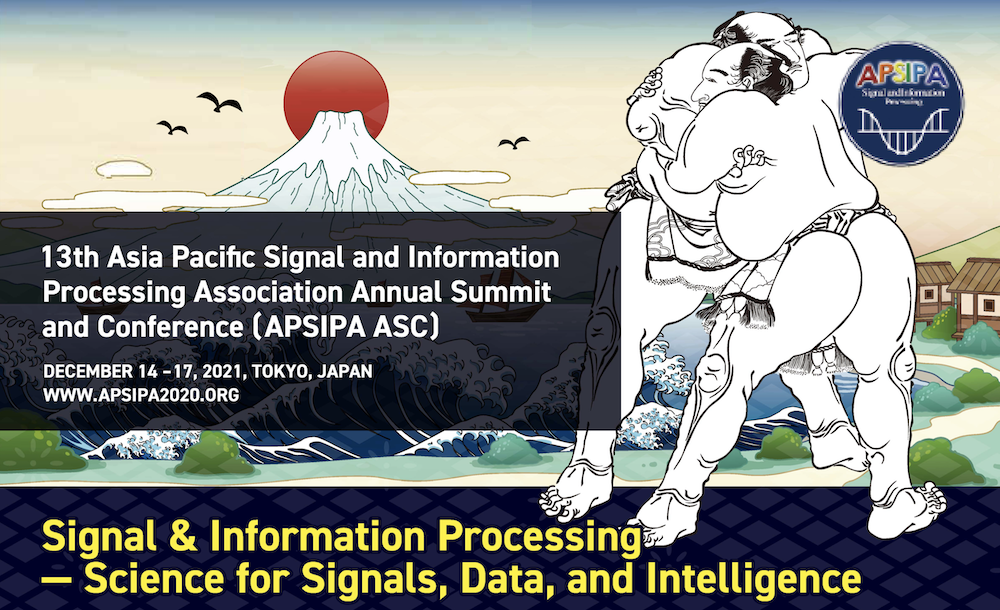 APSIPA
Signal and Information
Processing
13th Asia Pacific Signal and Information
Processing Association Annual Summit
and Conference (APSIPA ASC)
DECEMBER 14 –17, 2021, TOKYO, JAPAN
WWW.APSIPA2020.ORG
Signal & Information Processing
— Science for Signals, Data, and Intelligence